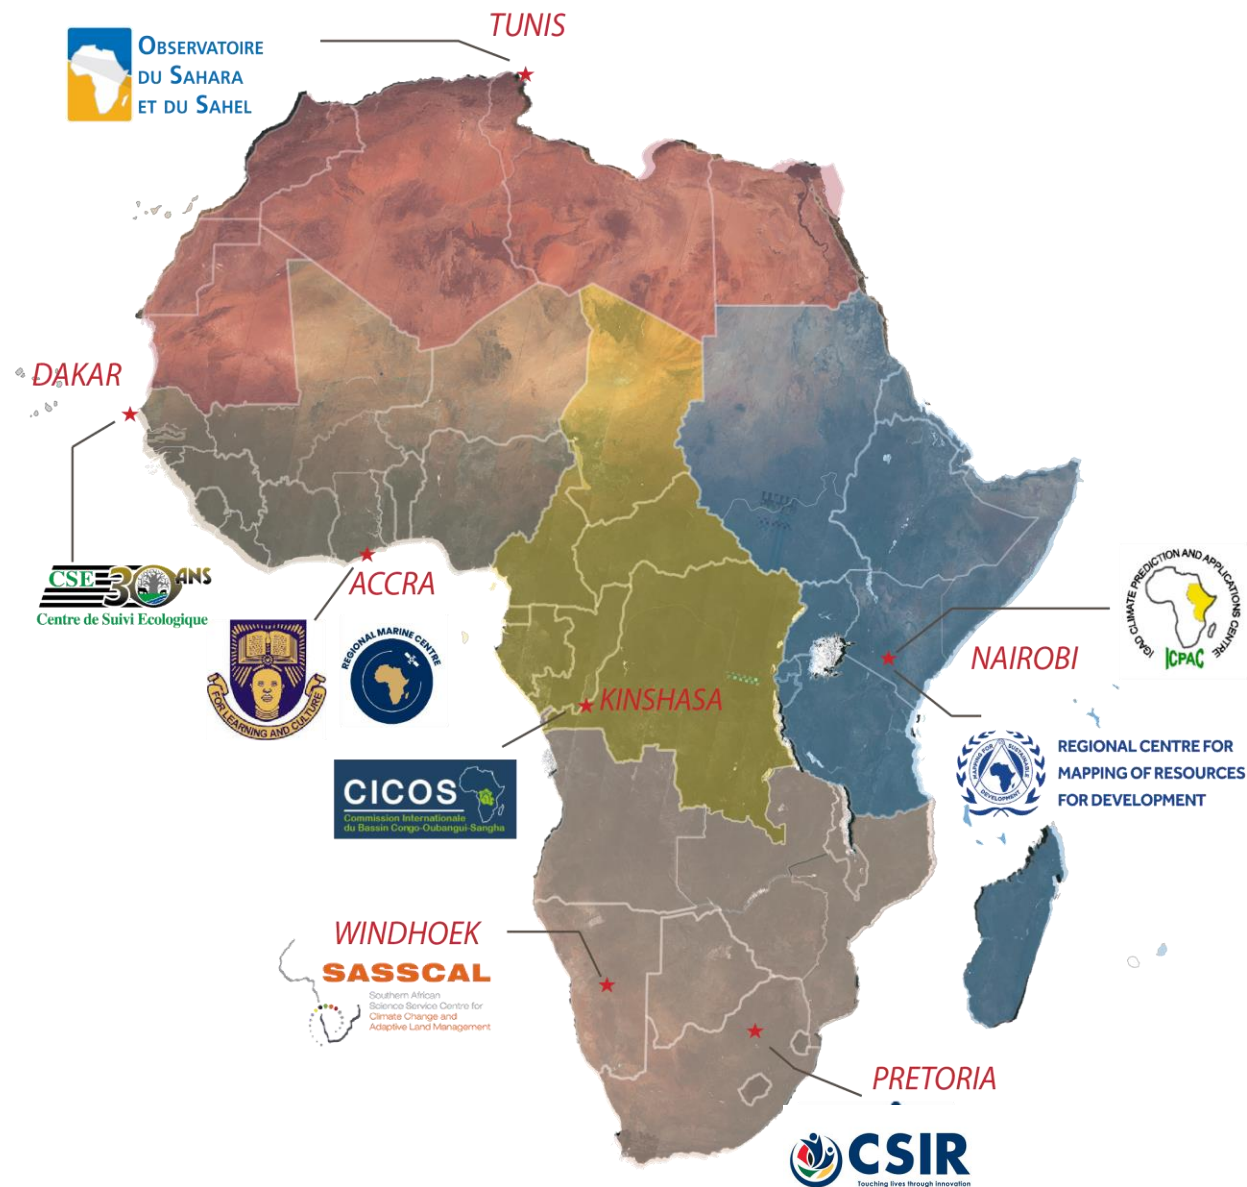 TUNIS
OBSERVATOIRE
DU SAHARA
ET DU SAHEL
DAKAR
CSE 30 ANS
Centre de Suivi Ecologique
ACCRA
FOR LEARNING AND CULTURE
REGIONAL MARINE CENTRE
KINSHASA
CICOS
Commission Internationale
du Bassin Congo-Oubangui-Sangha
IGAD CLIMATE PREDICTION AND APPLICATIONS CENTRE
ICPAC
NAIROBI
MAPPING FOR SUSTAINABLE
DEVELOPMENT
REGIONAL CENTRE FOR
MAPPING OF RESOURCES
FOR DEVELOPMENT
WINDHOEK
SASSCAL
Southern African
Science Service Centre for
Climate Change and
Adaptive Land Management
PRETORIA
CSIR
Touching lives through innovation